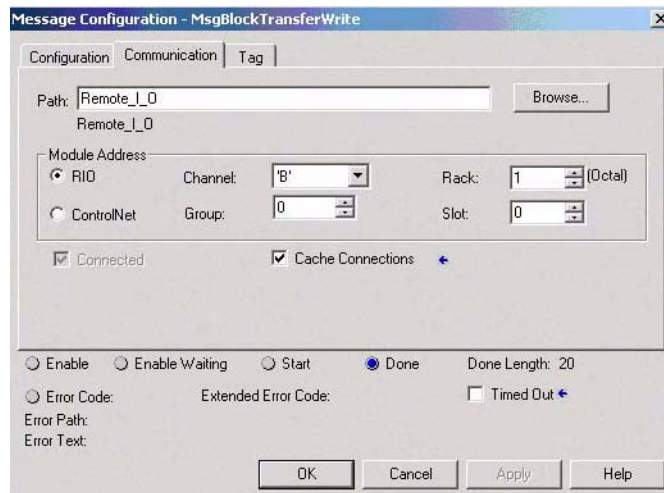 Message Configuration - MsgBlockTransferWrite
Configuration Communication Tag
Path: Remote_I_O Browse...
Remote_I_O
Module Address
RIO Channel: 'B' Rack: 1 (Octal)
ControlNet Group: 0 Slot: 0
Connected Cache Connections
Enable Enable Waiting Start Done Done Length: 20
Error Code: Extended Error Code: Timed Out
Error Path:
Error Text:
OK Cancel Apply Help